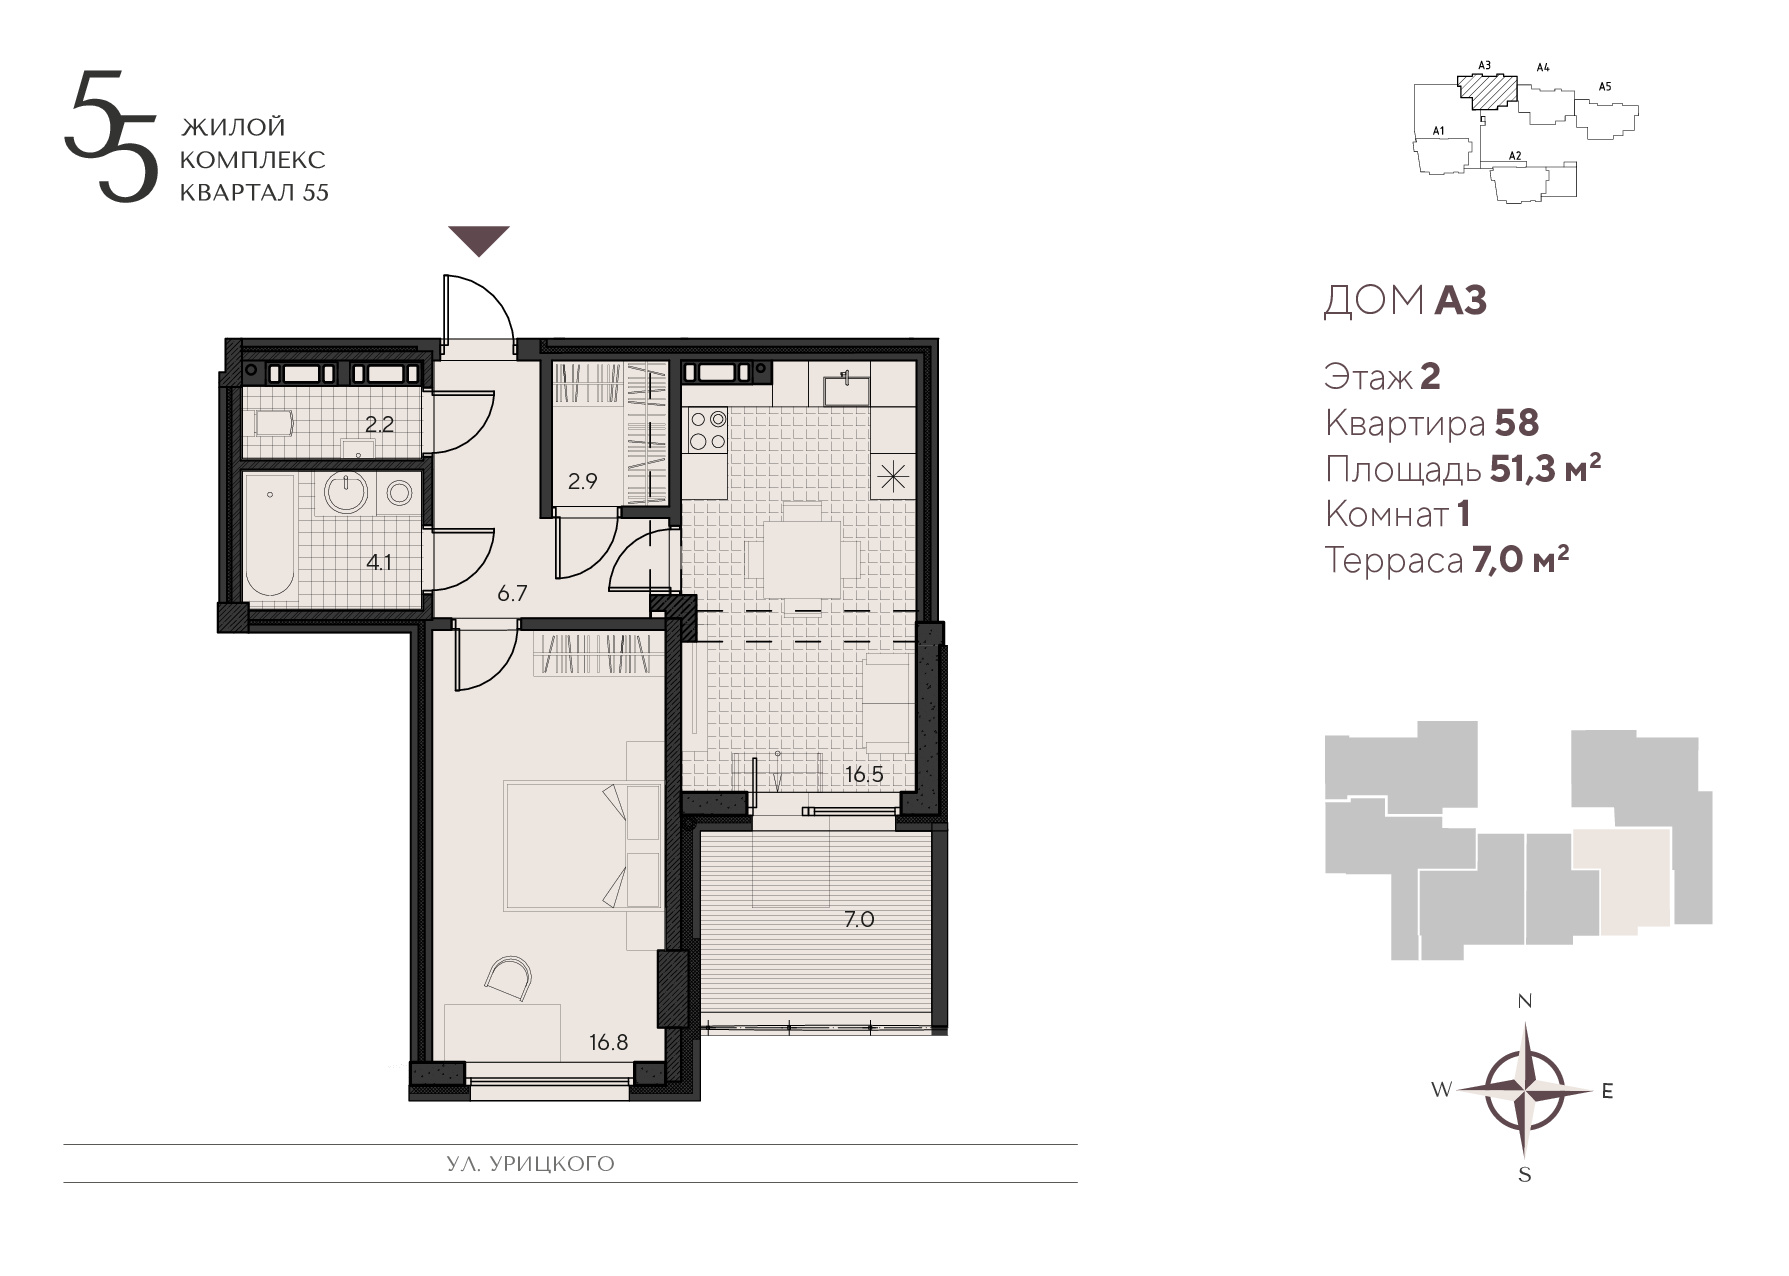 55
ЖИЛОЙ
КОМПЛЕКС
КВАРТАЛ 55
A3
A4
A5
A1
A2
ДОМ А3
Этаж 2
Квартира 58
Площадь 51,3 м²
Комнат 1
Терраса 7,0 м²
2.2
2.9
4.1
6.7
16.5
7.0
16.8
N
W
E
S
УЛ. УРИЦКОГО